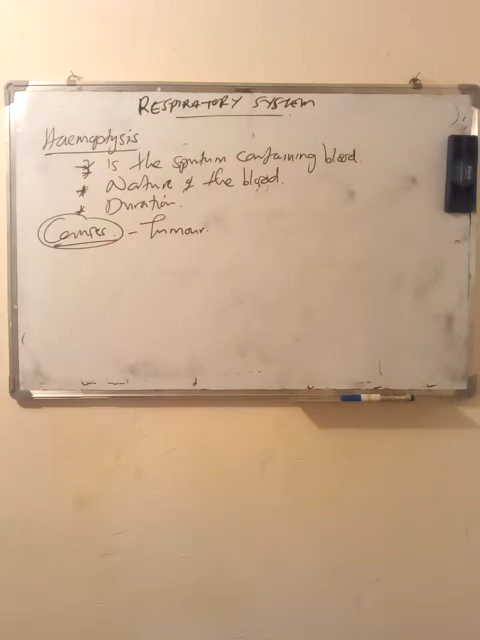 RESPIRATORY SYSTEM
Haemoptysis
* Is the sputum containing blood.
* Nature of the blood.
* Duration.
Causes. - Tumour.